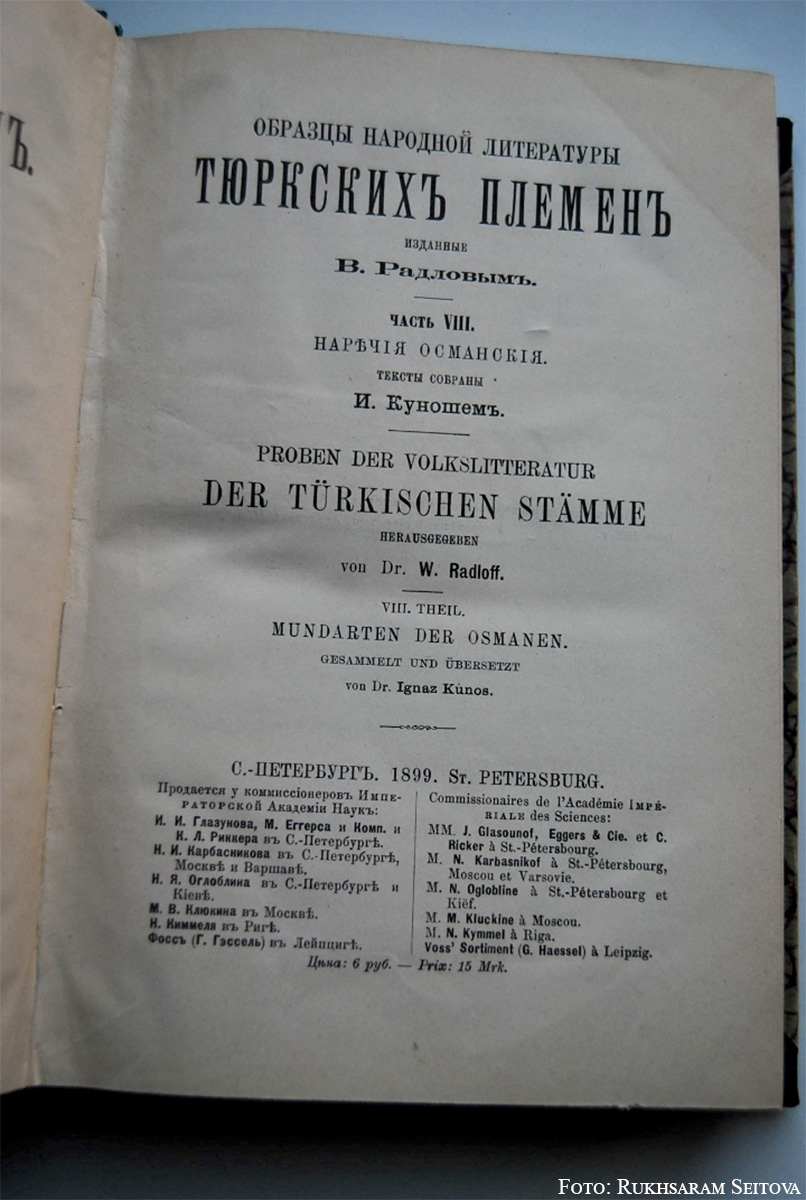 Ъ.
ОБРАЗЦЫ НАРОДНОЙ ЛИТЕРАТУРЫ
ТЮРКСКИХЪ ПЛЕМЕНЪ
ИЗДАННЫЕ
В. Радловымъ.
ЧАСТЬ VIII.
НАРѢЧІЯ ОСМАНСКІЯ.
ТЕКСТЫ СОБРАНЫ
И. Куношемъ.
PROBEN DER VOLKSLITTERATUR
DER TÜRKISCHEN STÄMME
HERAUSGEGEBEN
von Dr. W. Radloff.
VIII. THEIL.
MUNDARTEN DER OSMANEN.
GESAMMELT UND ÜBERSETZT
von Dr. Ignaz Kúnos.
С.-ПЕТЕРБУРГЪ. 1899. St. PETERSBURG.
Продается у коммиссіонеровъ Импе-
раторской Академіи Наукъ:
И. И. Глазунова, М. Еггерса и Комп. и
К. Л. Риккера въ С.-Петербургѣ.
Н. И. Карбасникова въ С.-Петербургѣ,
Москвѣ и Варшавѣ.
Н. Я. Оглоблина въ С.-Петербургѣ и
Кіевѣ.
М. В. Клюкина въ Москвѣ.
Н. Киммеля въ Ригѣ.
Фоссъ (Г. Гэссель) въ Лейпцигѣ.
Commissionaires de l'Académie Impé-
riale des Sciences:
MM. J. Glasounof, Eggers & Cie. et C.
Ricker à St.-Pétersbourg.
M. N. Karbasnikof à St.-Pétersbourg,
Moscou et Varsovie.
M. N. Oglobline à St.-Pétersbourg et
Kiëf.
M. M. Kluckine à Moscou.
M. N. Kymmel à Riga.
Voss' Sortiment (G. Haessel) à Leipzig.
Цѣна: 6 руб. — Prix: 15 Mrk.
Foto: Rukhsaram Seitova